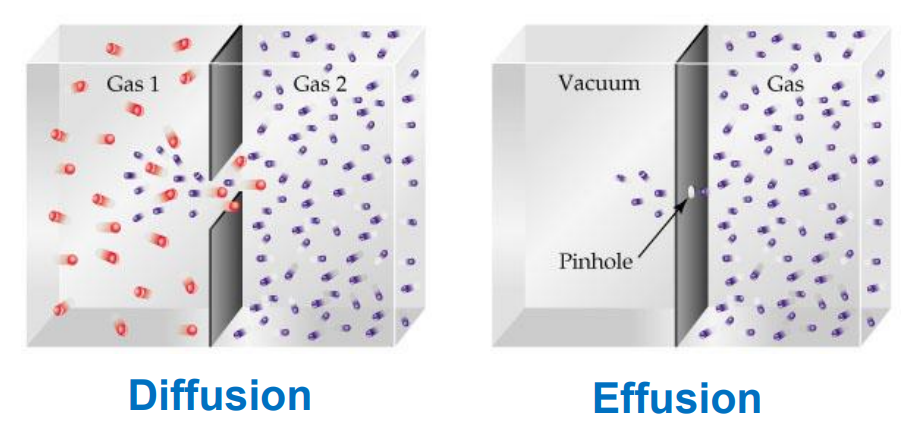 Gas 1
Gas 2
Diffusion
Vacuum
Gas
Pinhole
Effusion